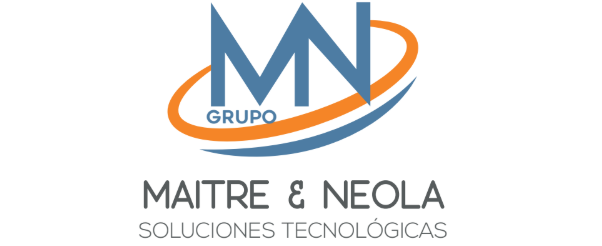 MN
GRUPO
MAITRE & NEOLA
SOLUCIONES TECNOLÓGICAS